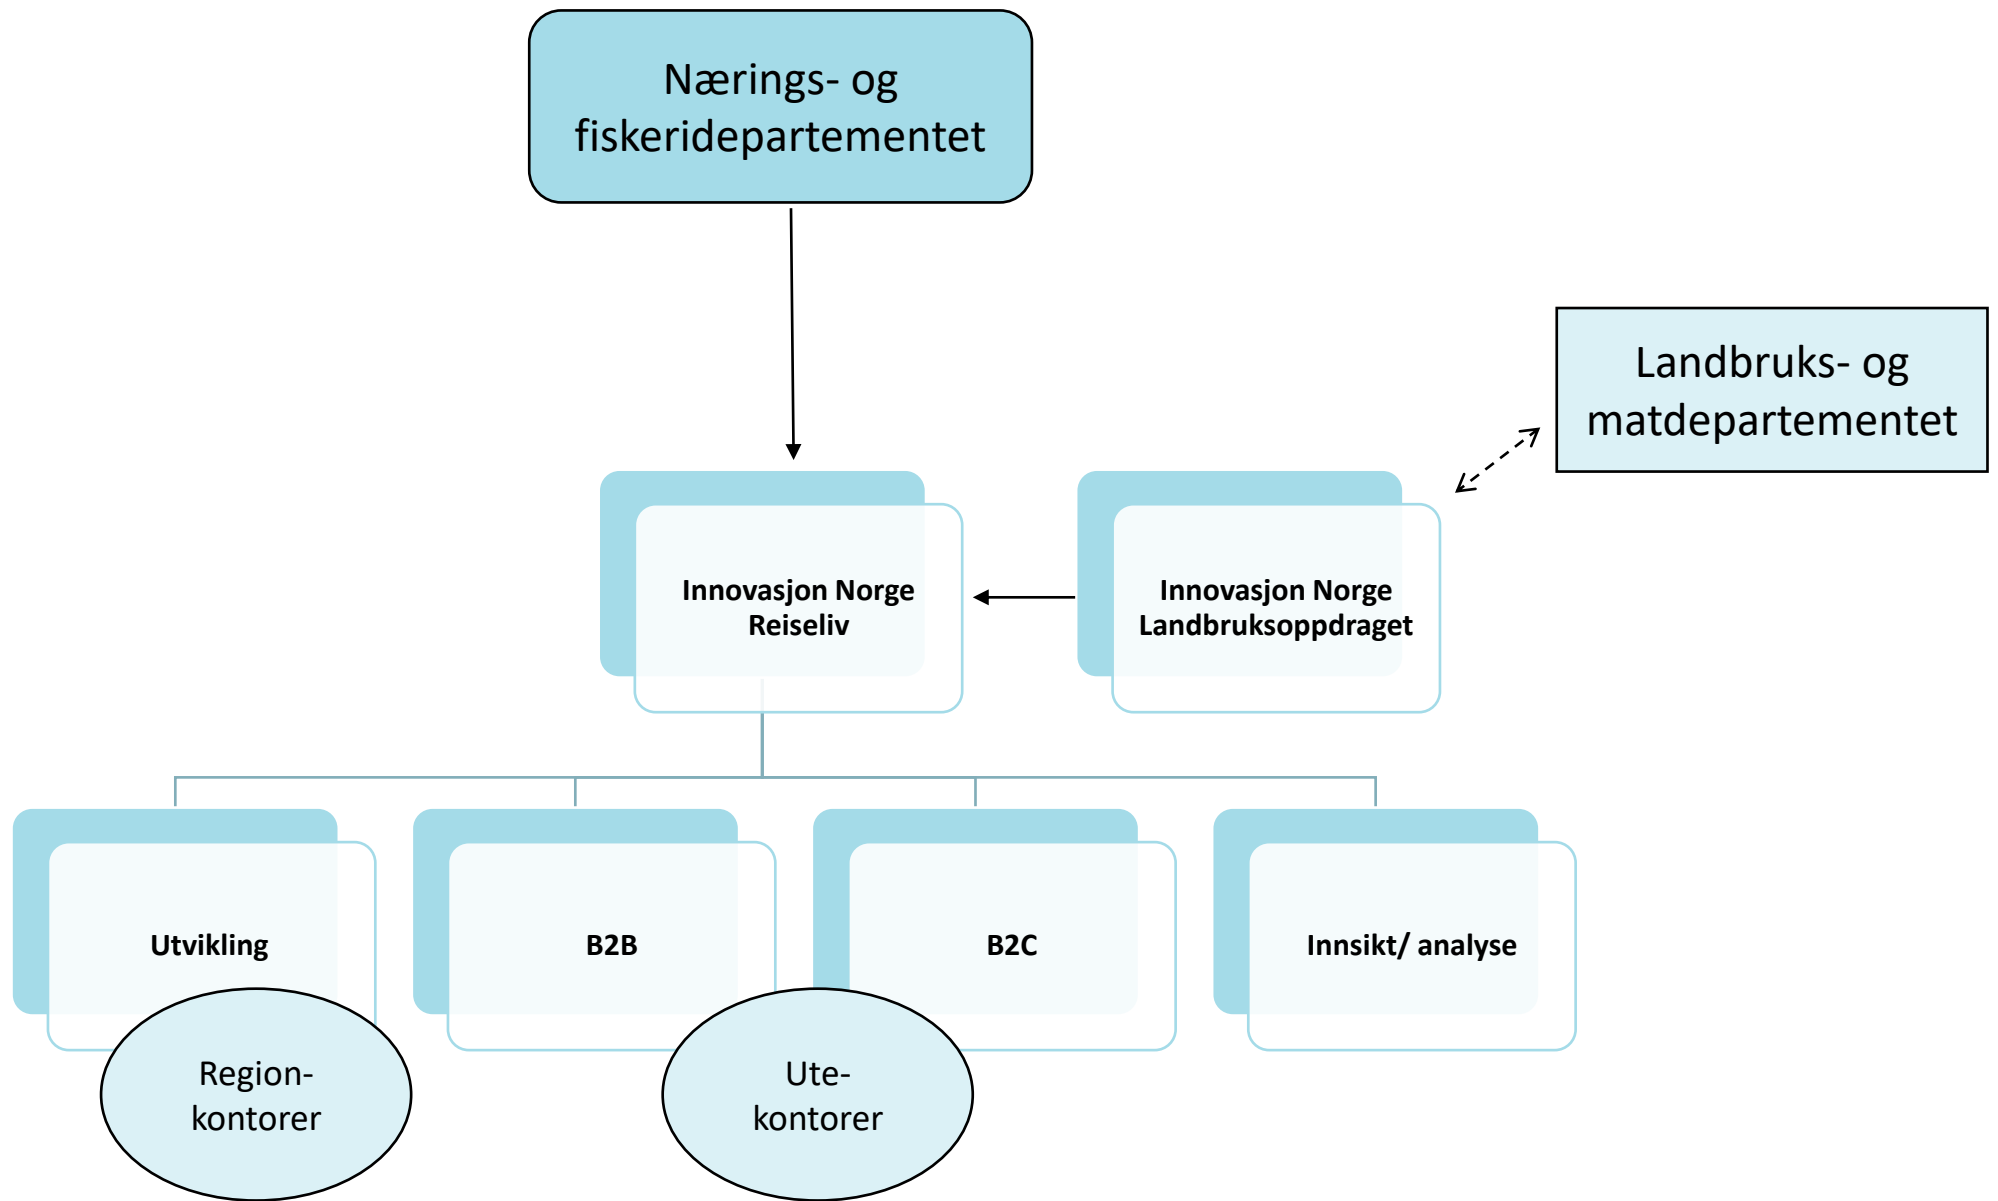 Nærings- og
fiskeridepartementet
Landbruks- og
matdepartementet
Innovasjon Norge
Reiseliv
Innovasjon Norge
Landbruksoppdraget
Utvikling
B2B
B2C
Innsikt/ analyse
Region-
kontorer
Ute-
kontorer